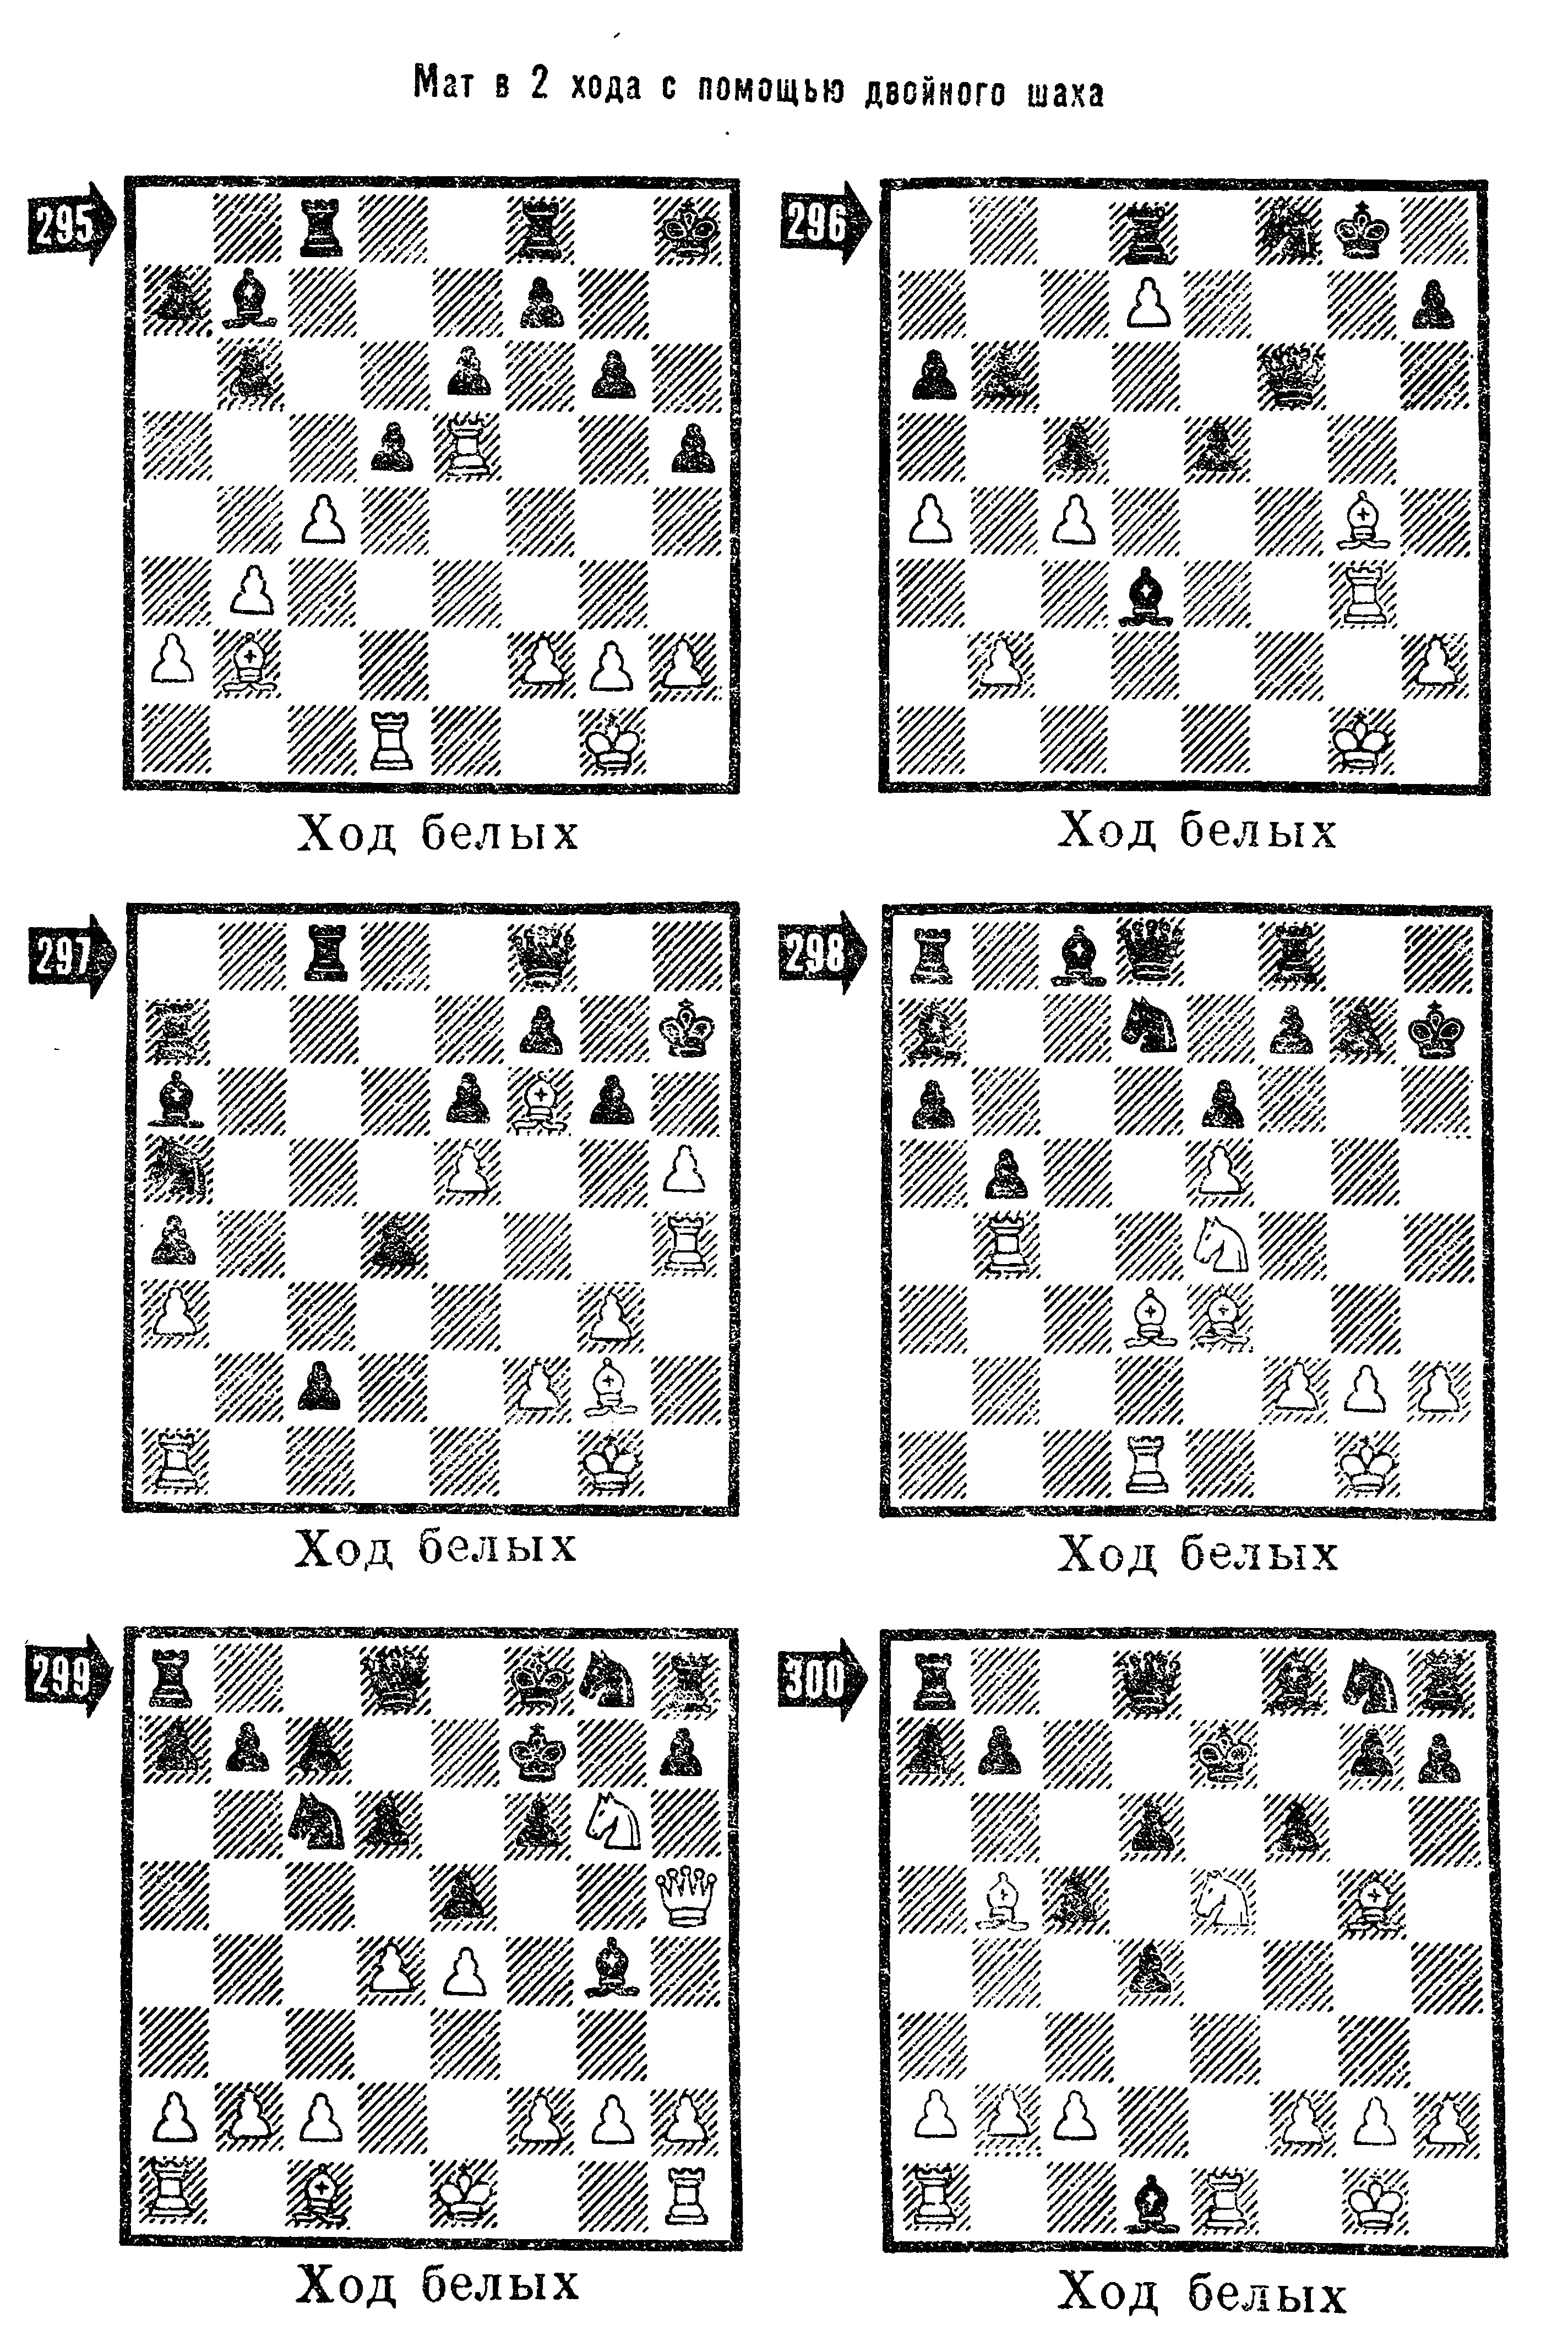 Мат в 2 хода с помощью двойного шаха
295
296
Ход белых
Ход белых
297
298
Ход белых
Ход белых
299
300
Ход белых
Ход белых